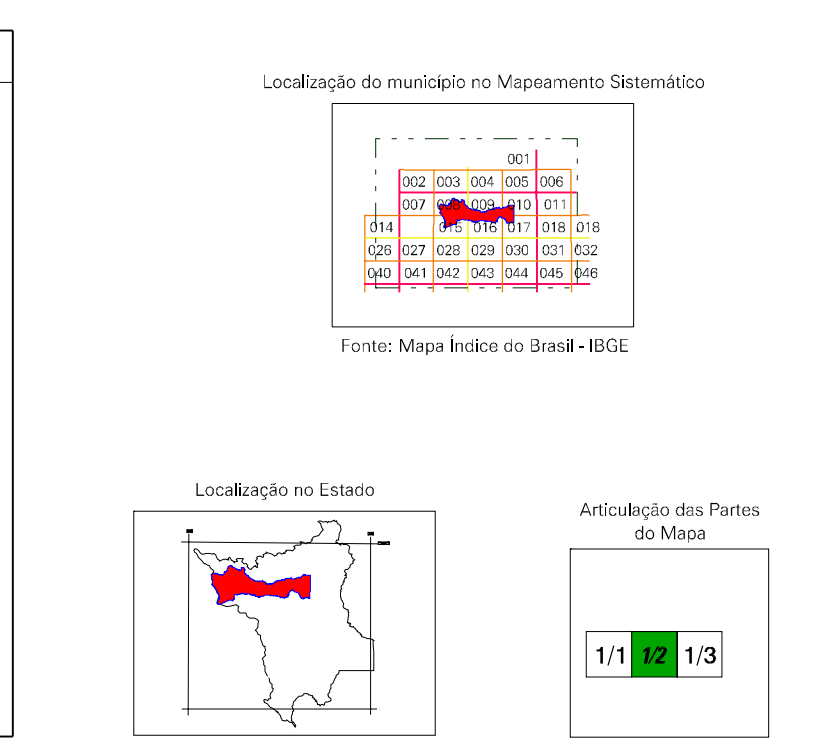 Localização do município no Mapeamento Sistemático
001
002 003 004 005 006
007 008 009 010 011
014 015 016 017 018 018
026 027 028 029 030 031 032
040 041 042 043 044 045 046
Fonte: Mapa Índice do Brasil - IBGE
Localização no Estado
Articulação das Partes
do Mapa
1/1 1/2 1/3